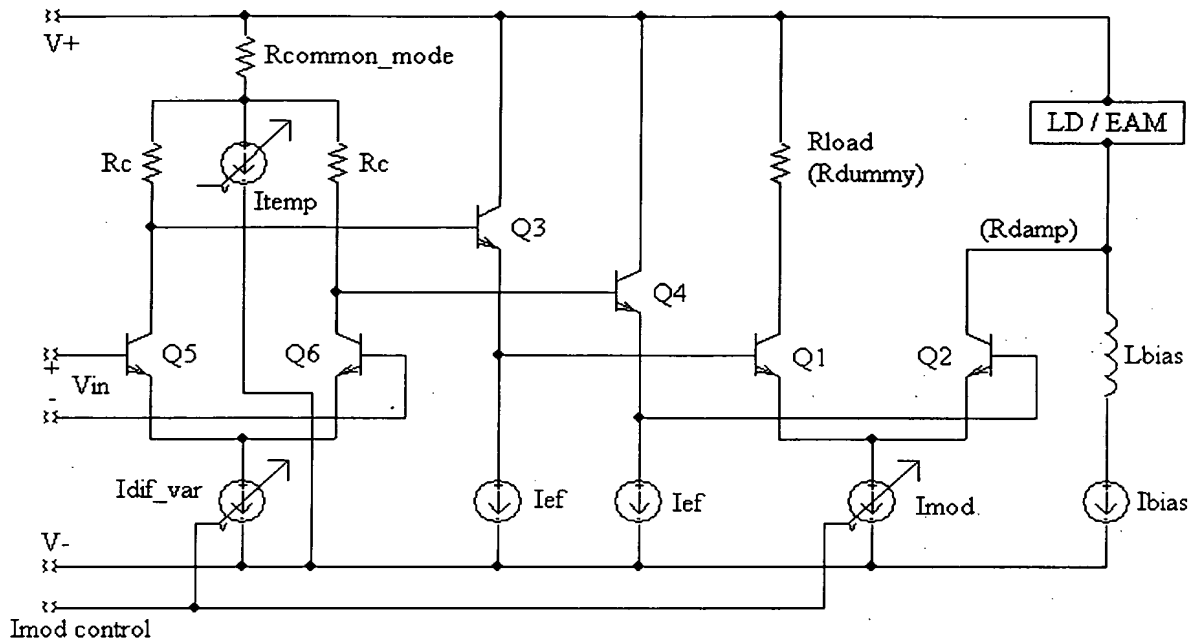 V+
Rcommon_mode
LD / EAM
Rc
Rc
Rload
(Rdummy)
Itemp
Q3
(Rdamp)
Q4
Q5
Q6
Q1
Q2
Lbias
+
Vin
-
Idif_var
Ief
Ief
Imod
Ibias
V-
Imod control